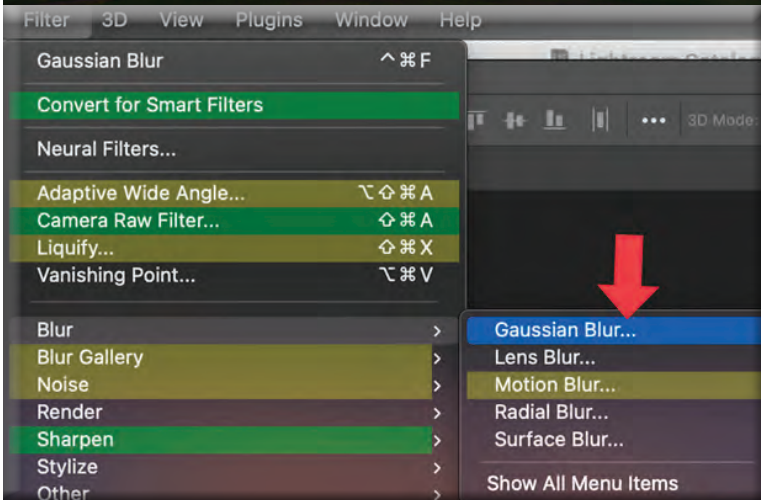 Filter 3D View Plugins Window Help
Gaussian Blur ^⌘F
Convert for Smart Filters
3D Mode:
Neural Filters...
Adaptive Wide Angle... ⌥⇧⌘A
Camera Raw Filter... ⇧⌘A
Liquify... ⇧⌘X
Vanishing Point... ⌥⌘V
Blur >
Blur Gallery >
Noise >
Render >
Sharpen >
Stylize >
Other >
Gaussian Blur...
Lens Blur...
Motion Blur...
Radial Blur...
Surface Blur...
Show All Menu Items